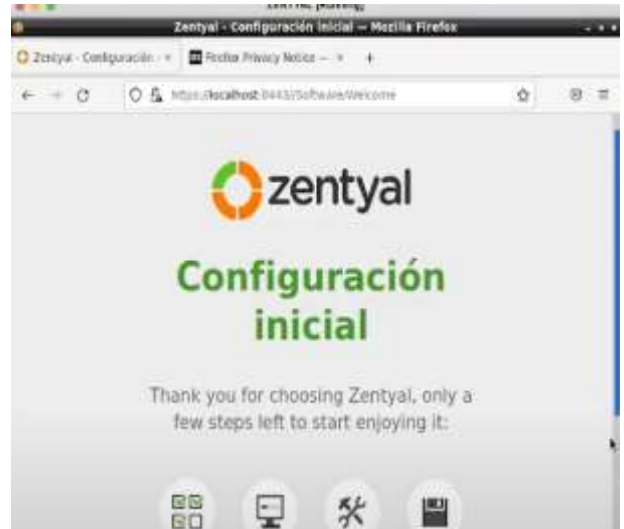 Zentyal - Configuración inicial — Mozilla Firefox
Zentyal - Configuración
Firefox Privacy Notice —
https://localhost:8443/Software/Welcome
zentyal
Configuración
inicial
Thank you for choosing Zentyal, only a
few steps left to start enjoying it: